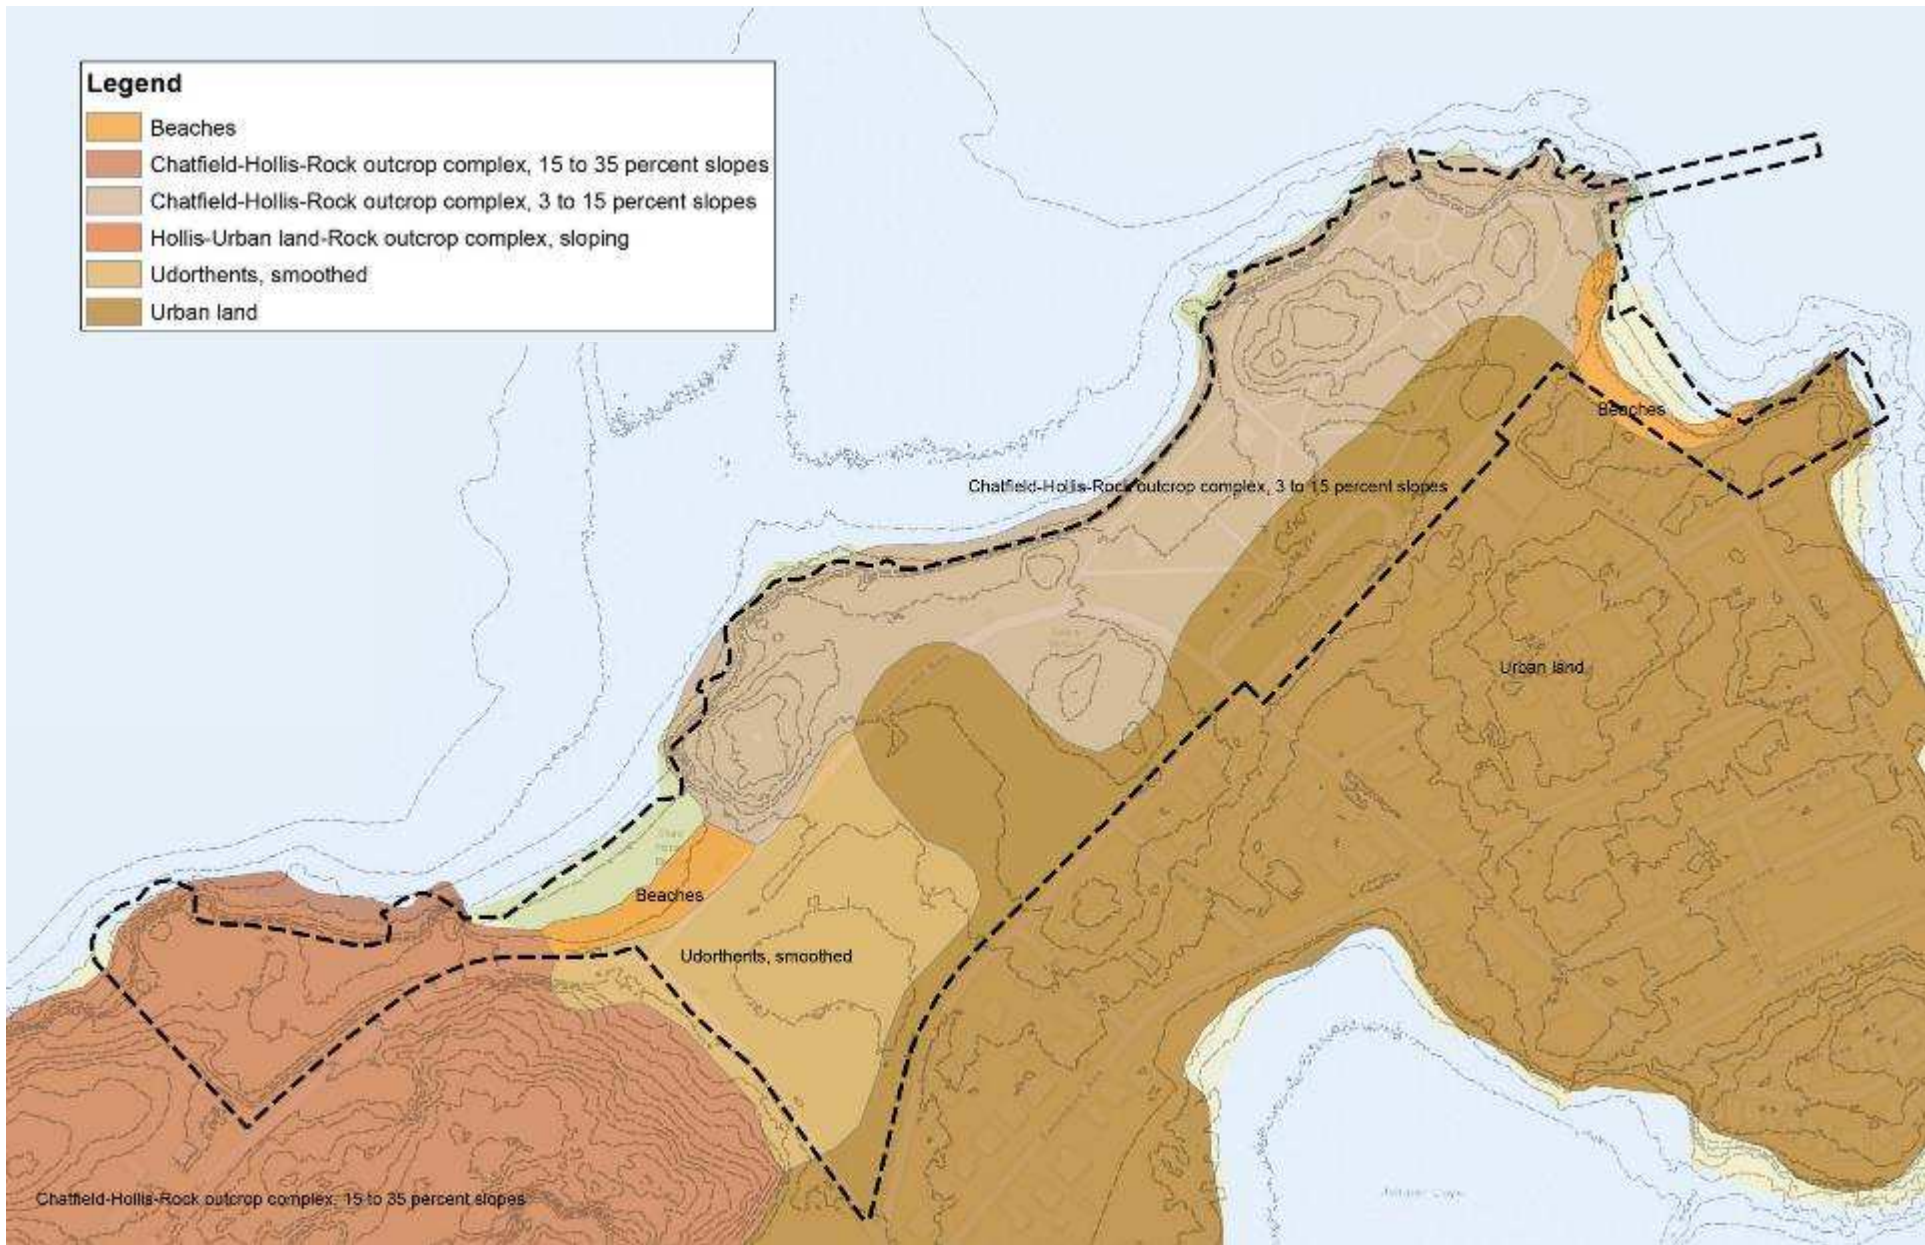 Legend
Beaches
Chatfield-Hollis-Rock outcrop complex, 15 to 35 percent slopes
Chatfield-Hollis-Rock outcrop complex, 3 to 15 percent slopes
Hollis-Urban land-Rock outcrop complex, sloping
Udorthents, smoothed
Urban land
Beaches
Chatfield-Hollis-Rock outcrop complex, 3 to 15 percent slopes
Urban land
Beaches
Udorthents, smoothed
Chatfield-Hollis-Rock outcrop complex, 15 to 35 percent slopes